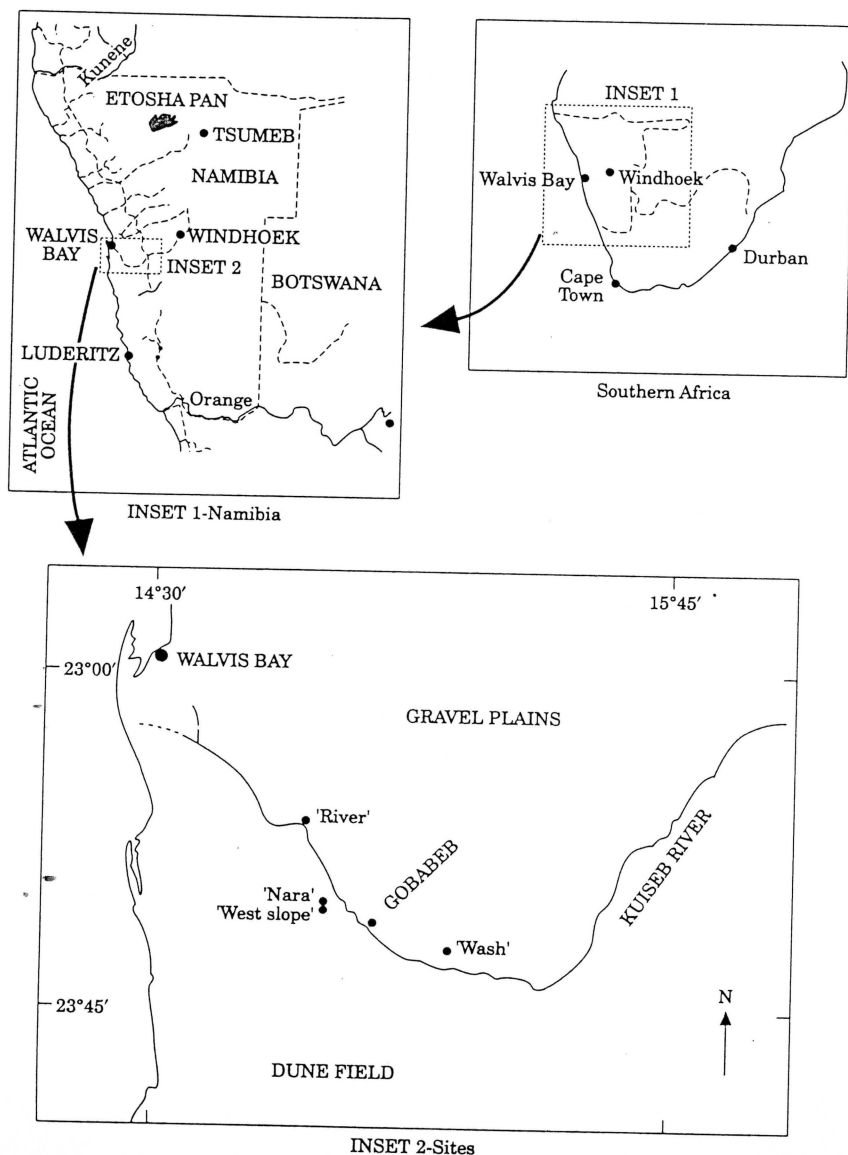 Kunene
ETOSHA PAN
TSUMEB
NAMIBIA
WALVIS
BAY
WINDHOEK
INSET 2
BOTSWANA
LUDERITZ
Orange
ATLANTIC
OCEAN
INSET 1-Namibia
INSET 1
Walvis Bay
Windhoek
Durban
Cape
Town
Southern Africa
14°30′
15°45′
WALVIS BAY
23°00′
GRAVEL PLAINS
'River'
GOBABEB
KUISEB RIVER
'Nara'
'West slope'
'Wash'
23°45′
N
DUNE FIELD
INSET 2-Sites